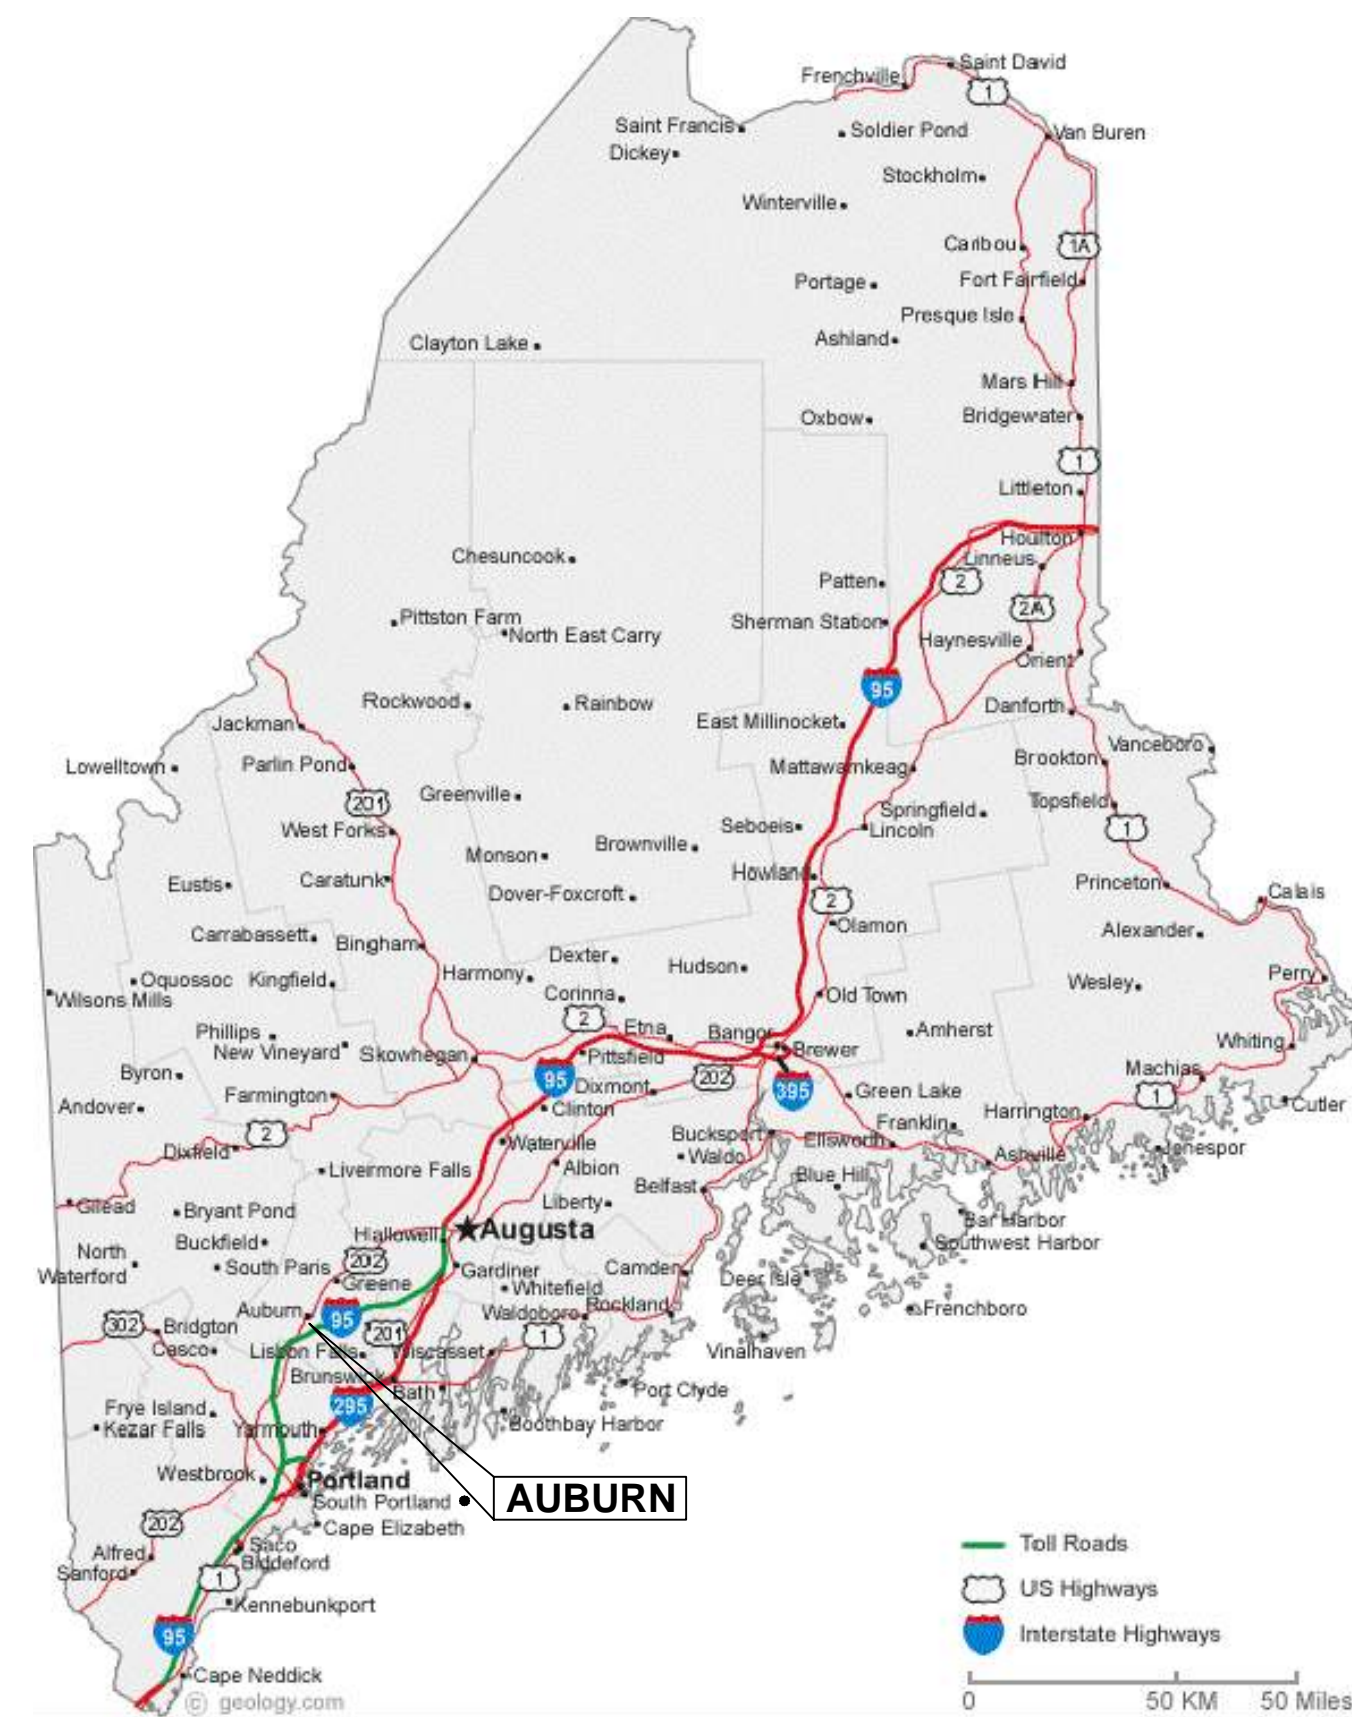 Saint David
Frenchville
1
Saint Francis
Soldier Pond
Van Buren
Dickey
Stockholm
Winterville
Caribou
1A
Fort Fairfield
Portage
Presque Isle
Ashland
Clayton Lake
Mars Hill
Oxbow
Bridgewater
1
Littleton
Houlton
Chesuncook
Linneus
Patten
2
2A
Pittston Farm
Sherman Station
North East Carry
Haynesville
Orient
95
Rockwood
Rainbow
Danforth
Jackman
East Millinocket
Vanceboro
Lowelltown
Parlin Pond
Mattawamkeag
Brookton
201
Greenville
Springfield
Topsfield
West Forks
Seboeis
Lincoln
1
Monson
Brownville
Howland
Eustis
Caratunk
Dover-Foxcroft
Princeton
Calais
2
Carrabassett
Bingham
Olamon
Alexander
Dexter
Hudson
Harmony
Oquossoc
Kingfield
Wesley
Perry
Wilsons Mills
Corinna
Old Town
2
Etna
Bangor
Amherst
Phillips
New Vineyard
Skowhegan
Pittsfield
Brewer
Whiting
Byron
95
Dixmont
202
395
Machias
Farmington
Green Lake
1
Andover
Clinton
Harrington
Cutler
2
Franklin
Waterville
Bucksport
Ellsworth
Dixfield
Waldo
Ashville
Jonespor
Livermore Falls
Albion
Blue Hill
Belfast
Gilead
Liberty
Bryant Pond
Bar Harbor
Hallowell
Augusta
Buckfield
Southwest Harbor
North
Waterford
South Paris
202
Gardiner
Camden
Deer Isle
Greene
Whitefield
Auburn
95
Waldoboro
Rockland
Frenchboro
302
Bridgton
201
1
Casco
Lisbon Falls
Wiscasset
Vinalhaven
Brunswick
Bath
Port Clyde
295
Frye Island
Kezar Falls
Yarmouth
Boothbay Harbor
Westbrook
Portland
South Portland
AUBURN
202
Cape Elizabeth
Alfred
Saco
Sanford
Biddeford
1
Kennebunkport
95
Cape Neddick
© geology.com
Toll Roads
US Highways
Interstate Highways
0
50 KM
50 Miles